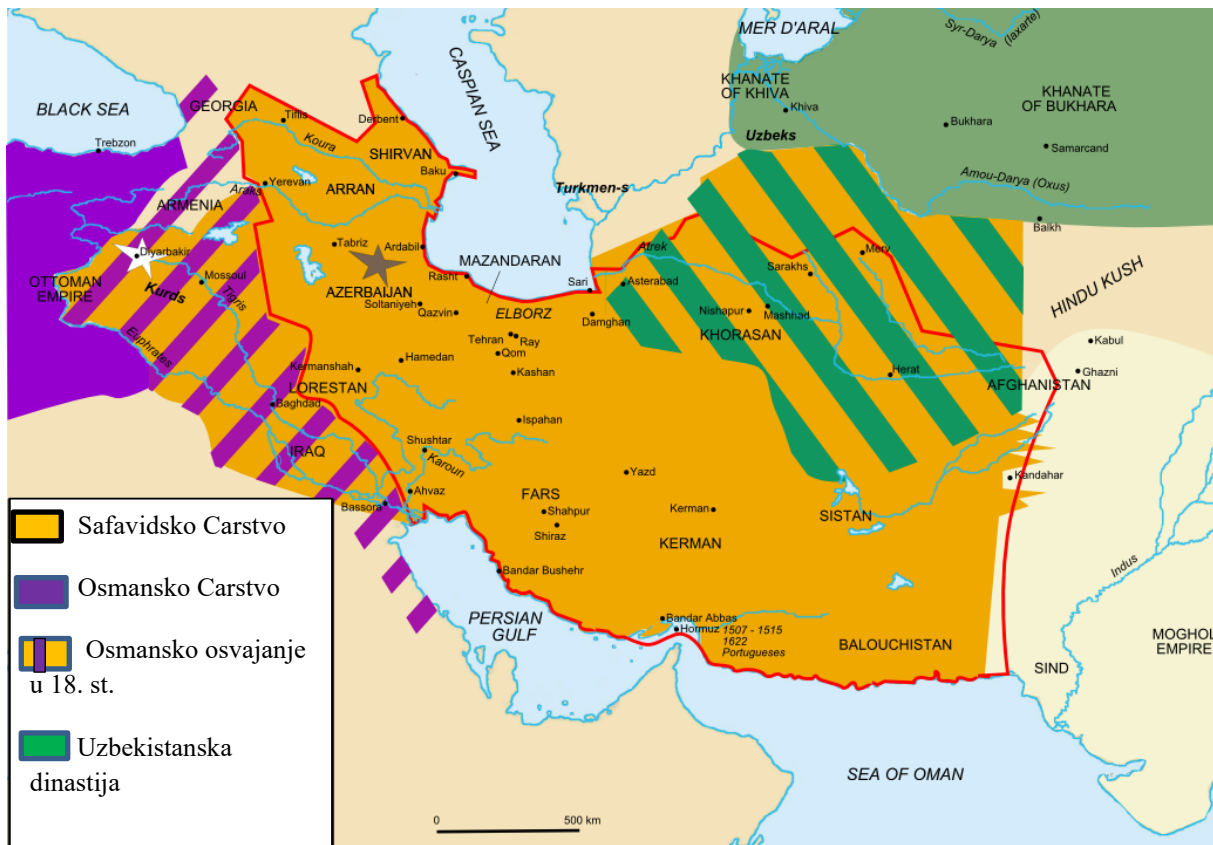 MER D'ARAL
Syr-Darya (Iaxarte)
BLACK SEA
GEORGIA
CASPIAN SEA
KHANATE
OF KHIVA
KHANATE
OF BUKHARA
Khiva
Bukhara
Trebzon
Tiflis
Derbent
Koura
SHIRVAN
Uzbeks
Samarcand
Baku
Yerevan
Araks
ARRAN
Turkmen-s
Amou-Darya (Oxus)
ARMENIA
Balkh
Diyarbakir
Tabriz
Ardabil
MAZANDARAN
Atrek
Merv
HINDU KUSH
OTTOMAN
EMPIRE
Kurds
Mossoul
Tigris
AZERBAIJAN
Rasht
Sari
Asterabad
Sarakhs
Soltaniyeh
Qazvin
ELBORZ
Damghan
Nishapur
Mashhad
KHORASAN
Euphrates
Tehran
Ray
Qom
Kabul
Kermanshah
Hamedan
Kashan
Herat
Ghazni
LORESTAN
AFGHANISTAN
Baghdad
Ispahan
IRAQ
Shushtar
Karoun
Yazd
Kandahar
Ahvaz
Bassora
FARS
Shahpur
Kerman
SISTAN
Shiraz
KERMAN
Bandar Bushehr
Indus
PERSIAN
GULF
Bandar Abbas
Hormuz
1507 - 1515
1622
Portugueses
BALOUCHISTAN
SIND
MOGHOL
EMPIRE
SEA OF OMAN
0 500 km
Safavidsko Carstvo
Osmansko Carstvo
Osmansko osvajanje
u 18. st.
Uzbekistanska
dinastija